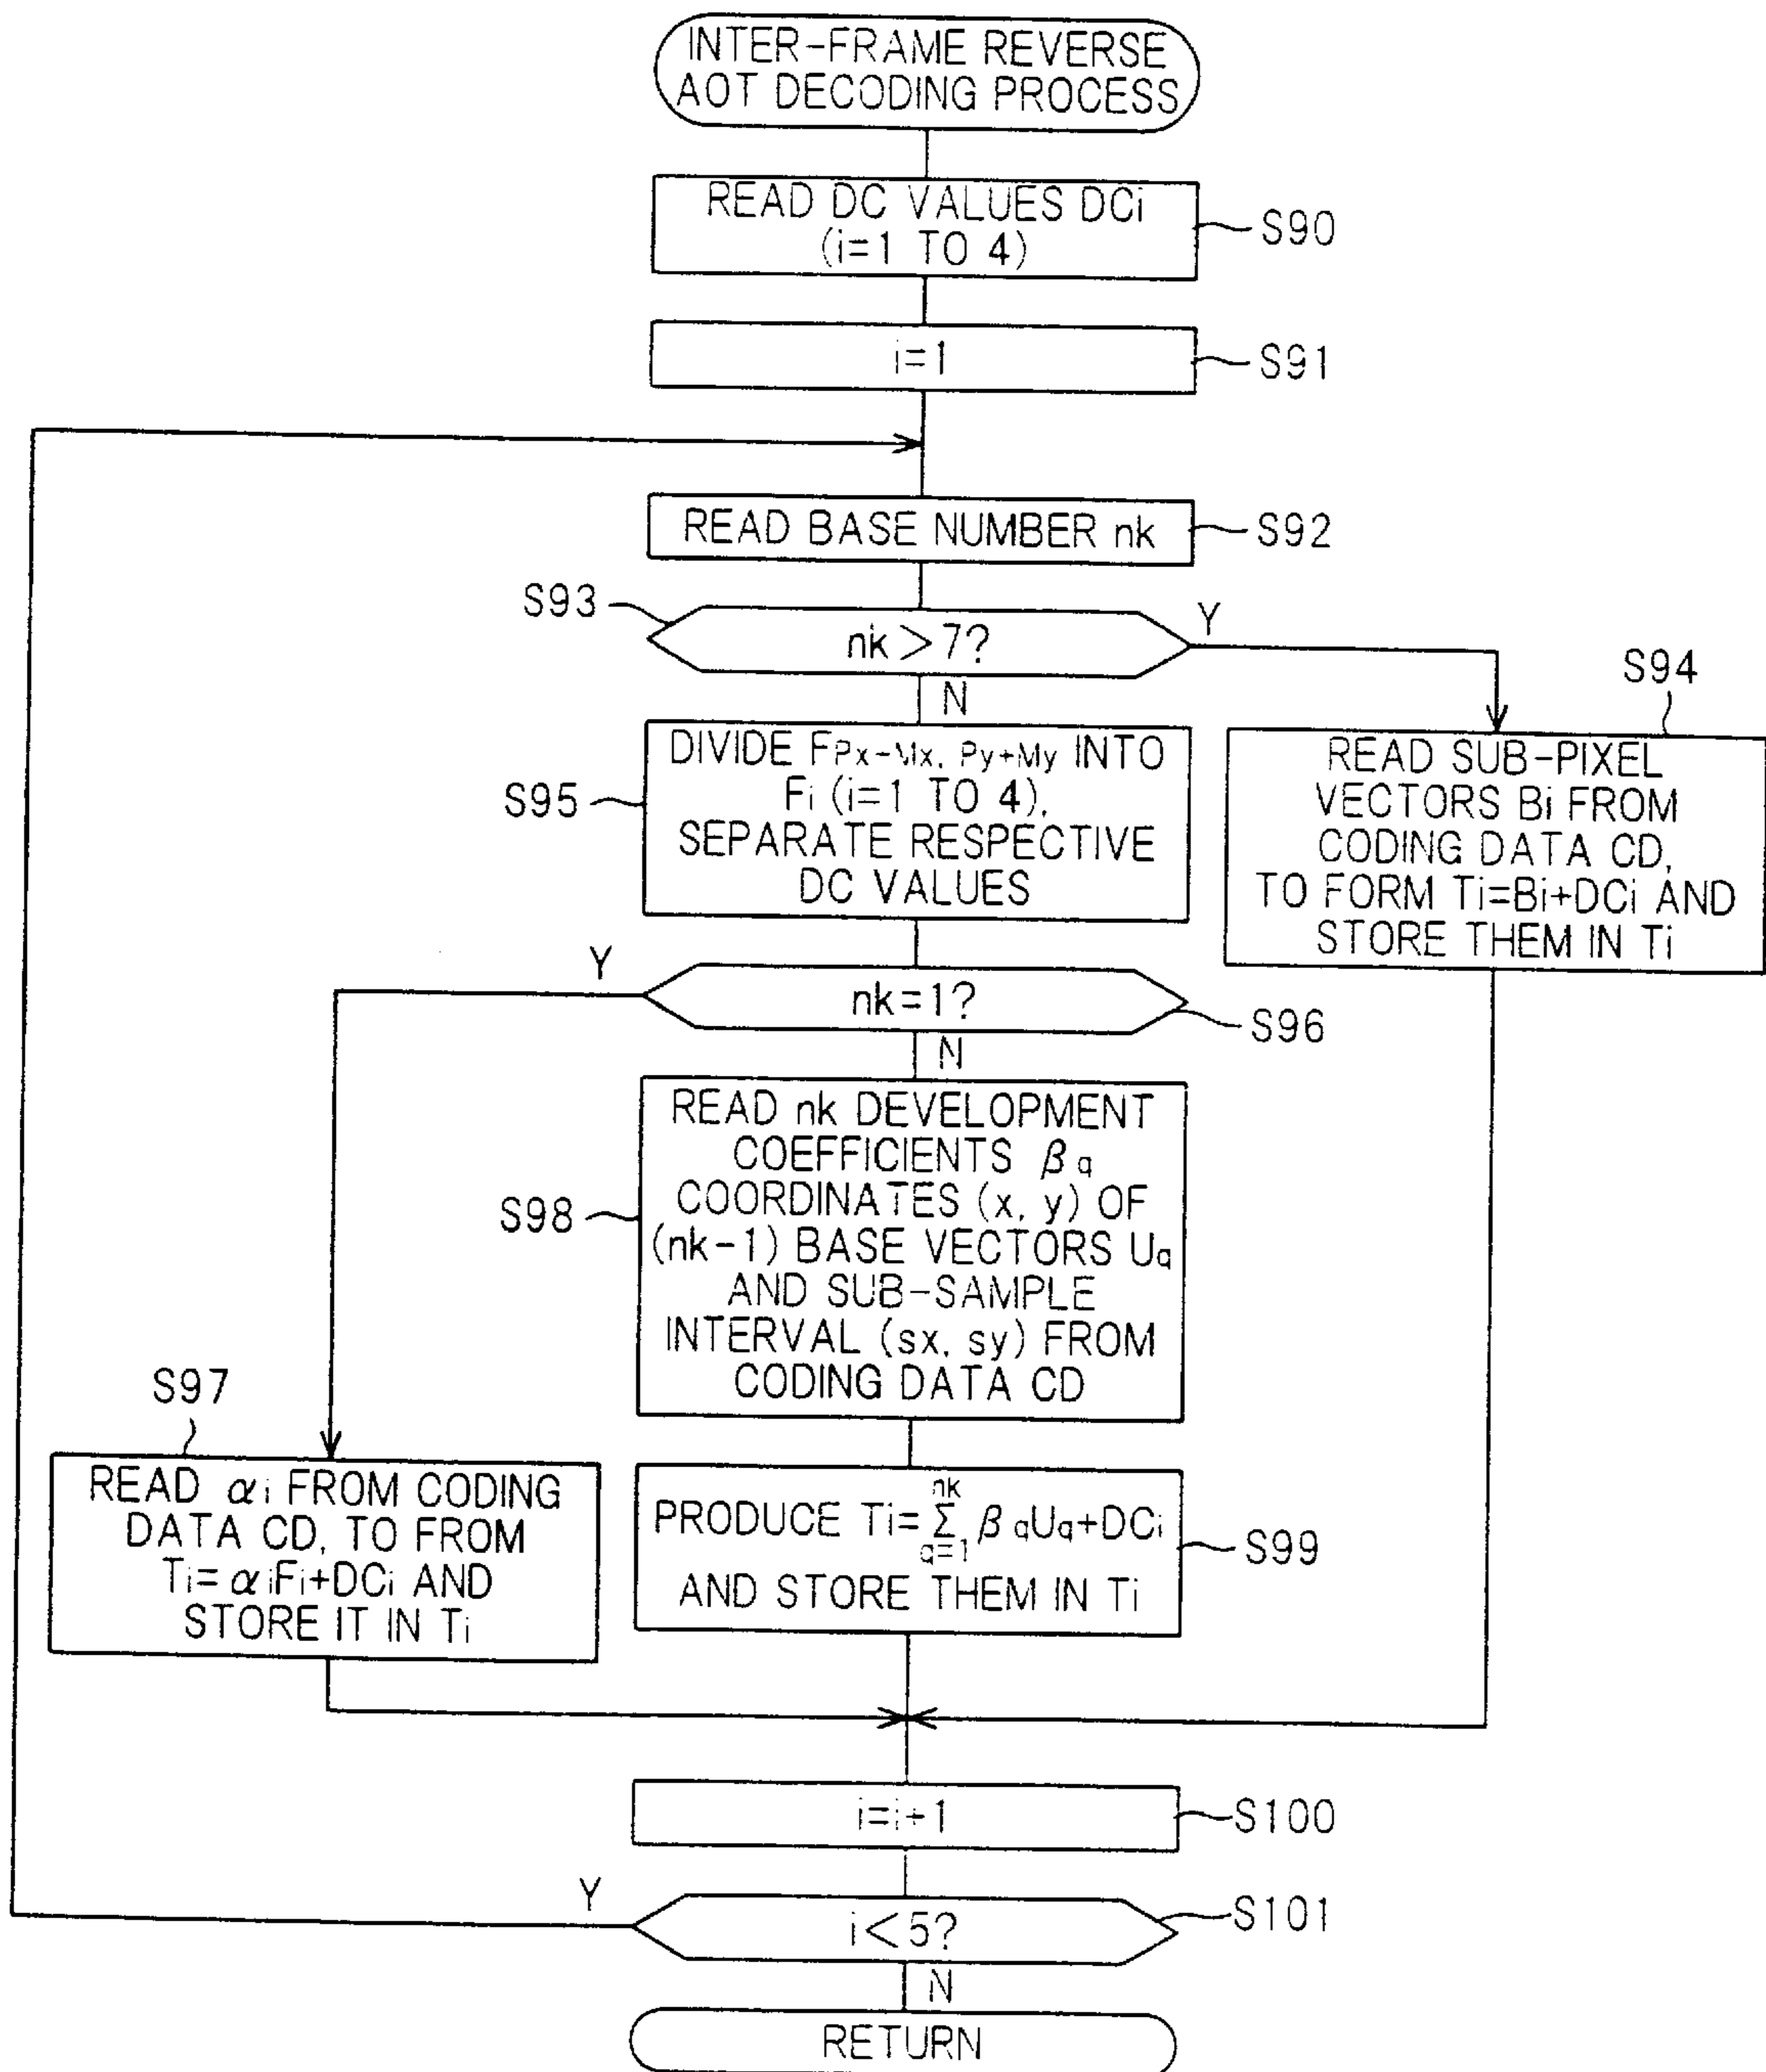 INTER-FRAME REVERSE
AOT DECODING PROCESS
READ DC VALUES DCi
(i=1 TO 4)
S90
i=1
S91
READ BASE NUMBER nk
S92
S93
nk>7?
Y
N
S94
READ SUB-PIXEL
VECTORS Bi FROM
CODING DATA CD,
TO FORM Ti=Bi+DCi AND
STORE THEM IN Ti
S95
DIVIDE FPx-Mx, Py+My INTO
Fi (i=1 TO 4),
SEPARATE RESPECTIVE
DC VALUES
Y
nk=1?
S96
N
S98
READ nk DEVELOPMENT
COEFFICIENTS βq
COORDINATES (x, y) OF
(nk-1) BASE VECTORS Uq
AND SUB-SAMPLE
INTERVAL (sx, sy) FROM
CODING DATA CD
S97
READ αi FROM CODING
DATA CD, TO FROM
Ti=αiFi+DCi AND
STORE IT IN Ti
nk
PRODUCE Ti=Σ βqUq+DCi
q=1
AND STORE THEM IN Ti
S99
i=i+1
S100
Y
i<5?
S101
N
RETURN